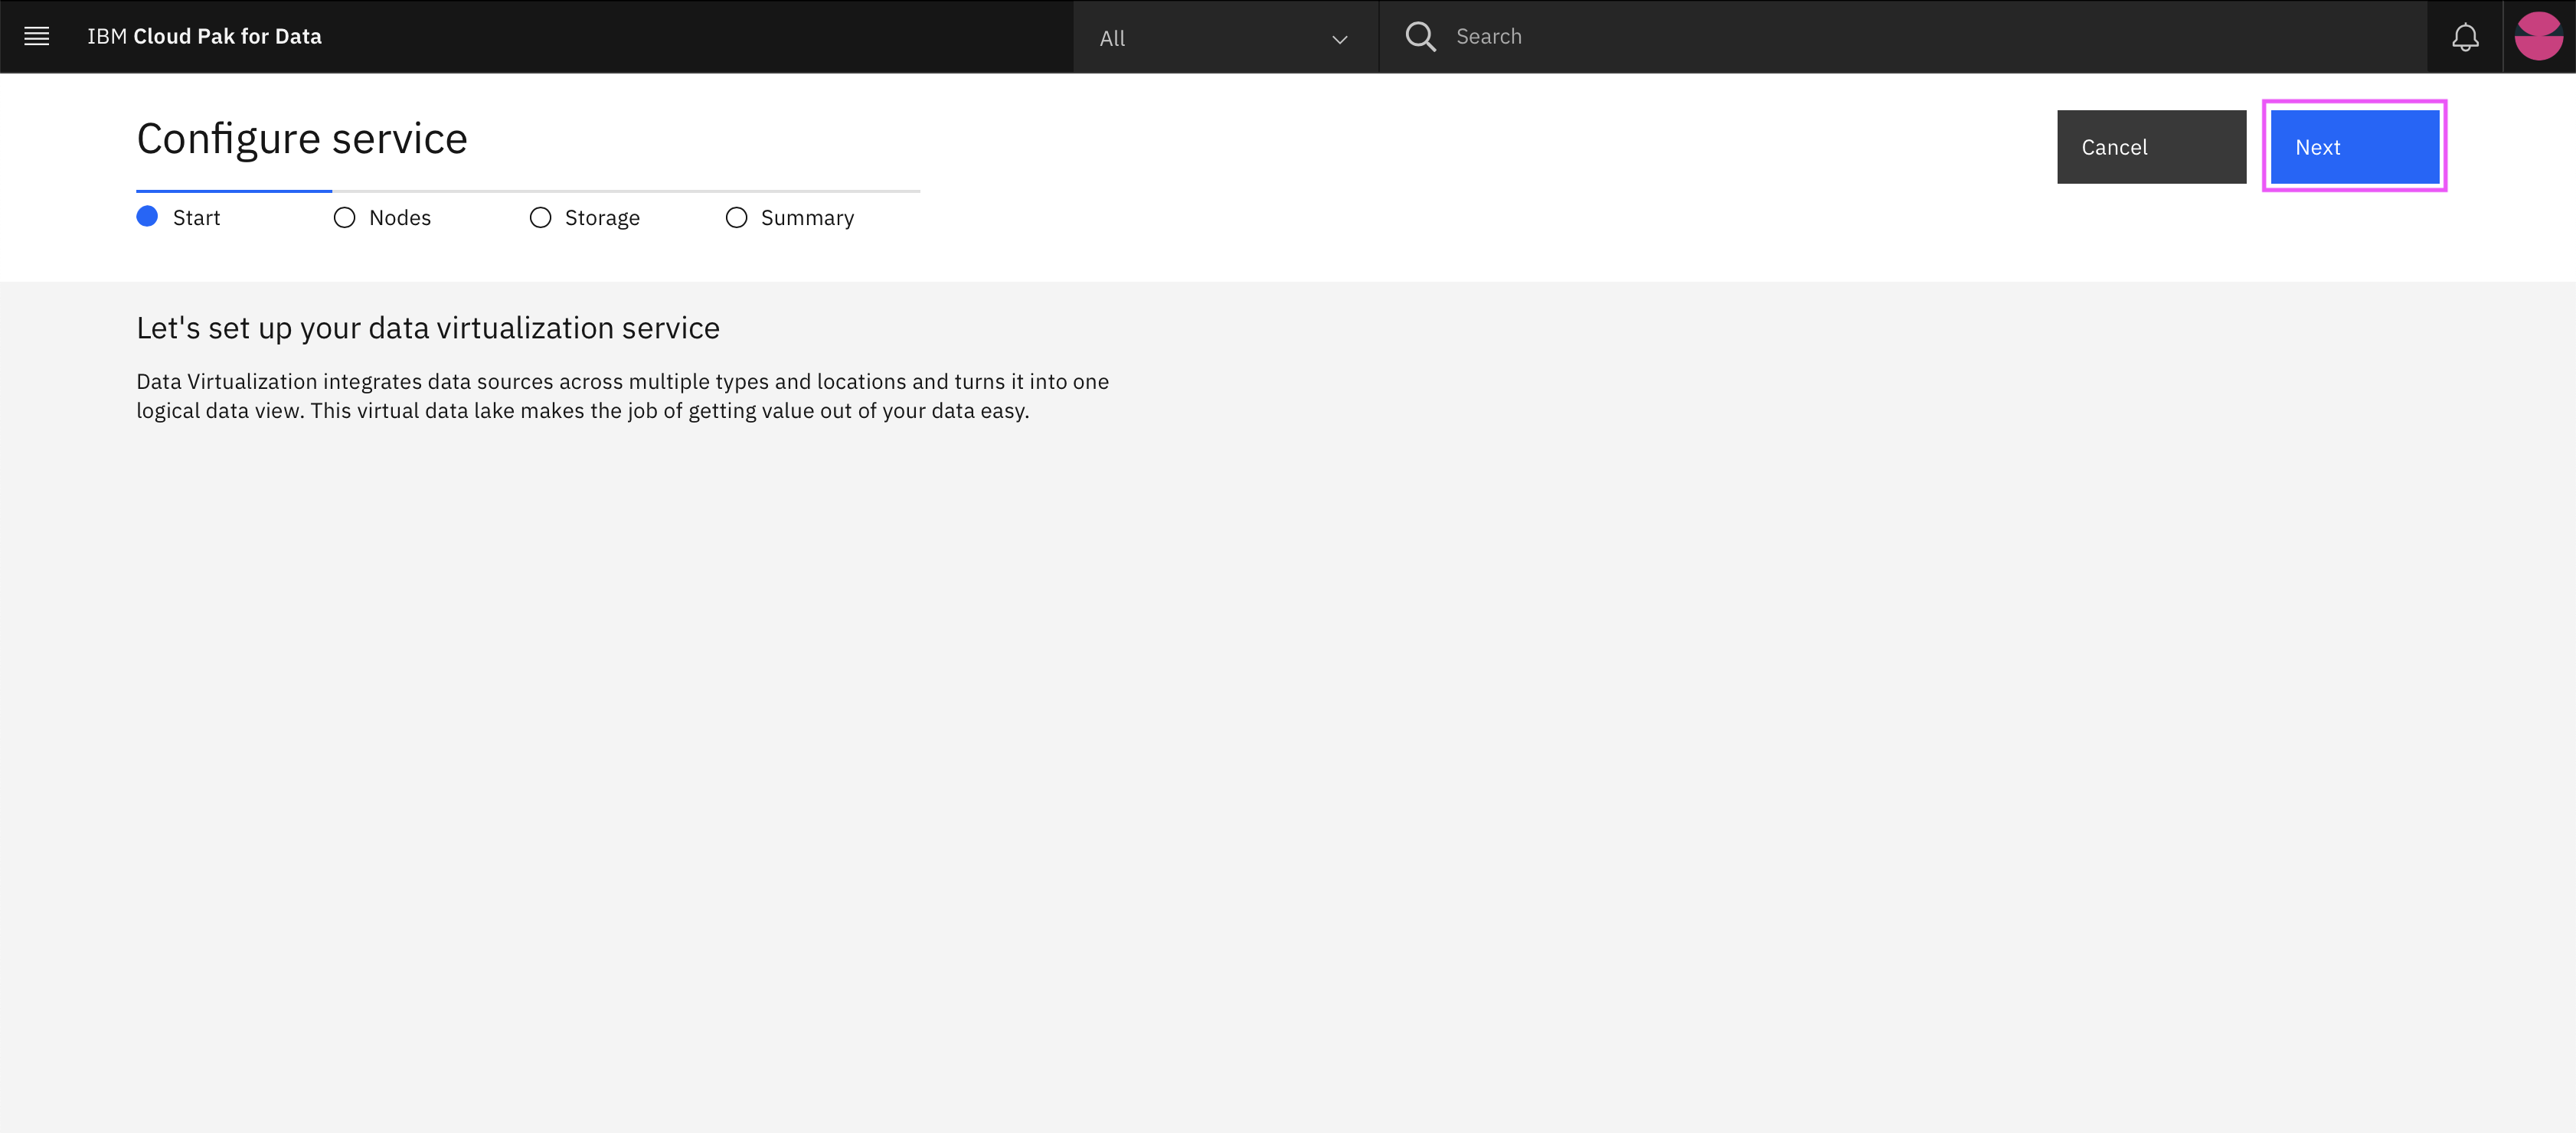 IBM Cloud Pak for Data
All
Search
Configure service
Cancel
Next
Start
Nodes
Storage
Summary
Let's set up your data virtualization service
Data Virtualization integrates data sources across multiple types and locations and turns it into one
logical data view. This virtual data lake makes the job of getting value out of your data easy.